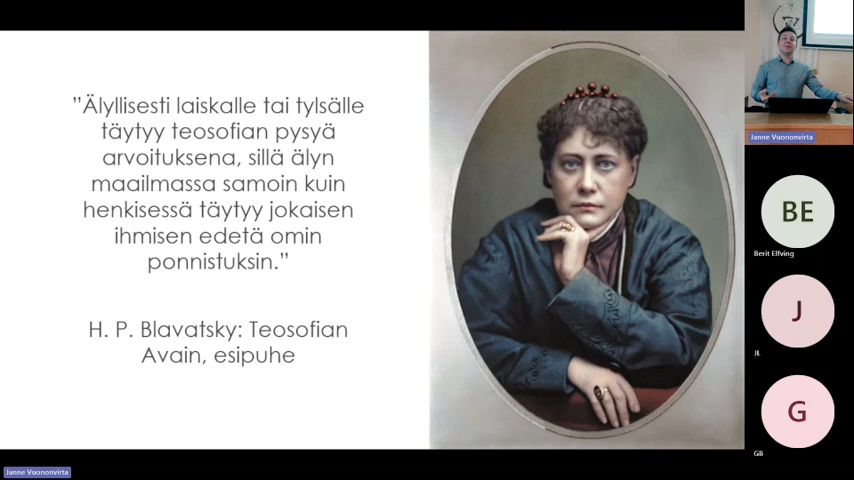 ”Älyllisesti laiskalle tai tylsälle
täytyy teosofian pysyä
arvoituksena, sillä älyn
maailmassa samoin kuin
henkisessä täytyy jokaisen
ihmisen edetä omin
ponnistuksin.”
H. P. Blavatsky: Teosofian
Avain, esipuhe
Janne Vuononvirta
BE
Berit Elfving
J
JL
G
GB
Janne Vuononvirta